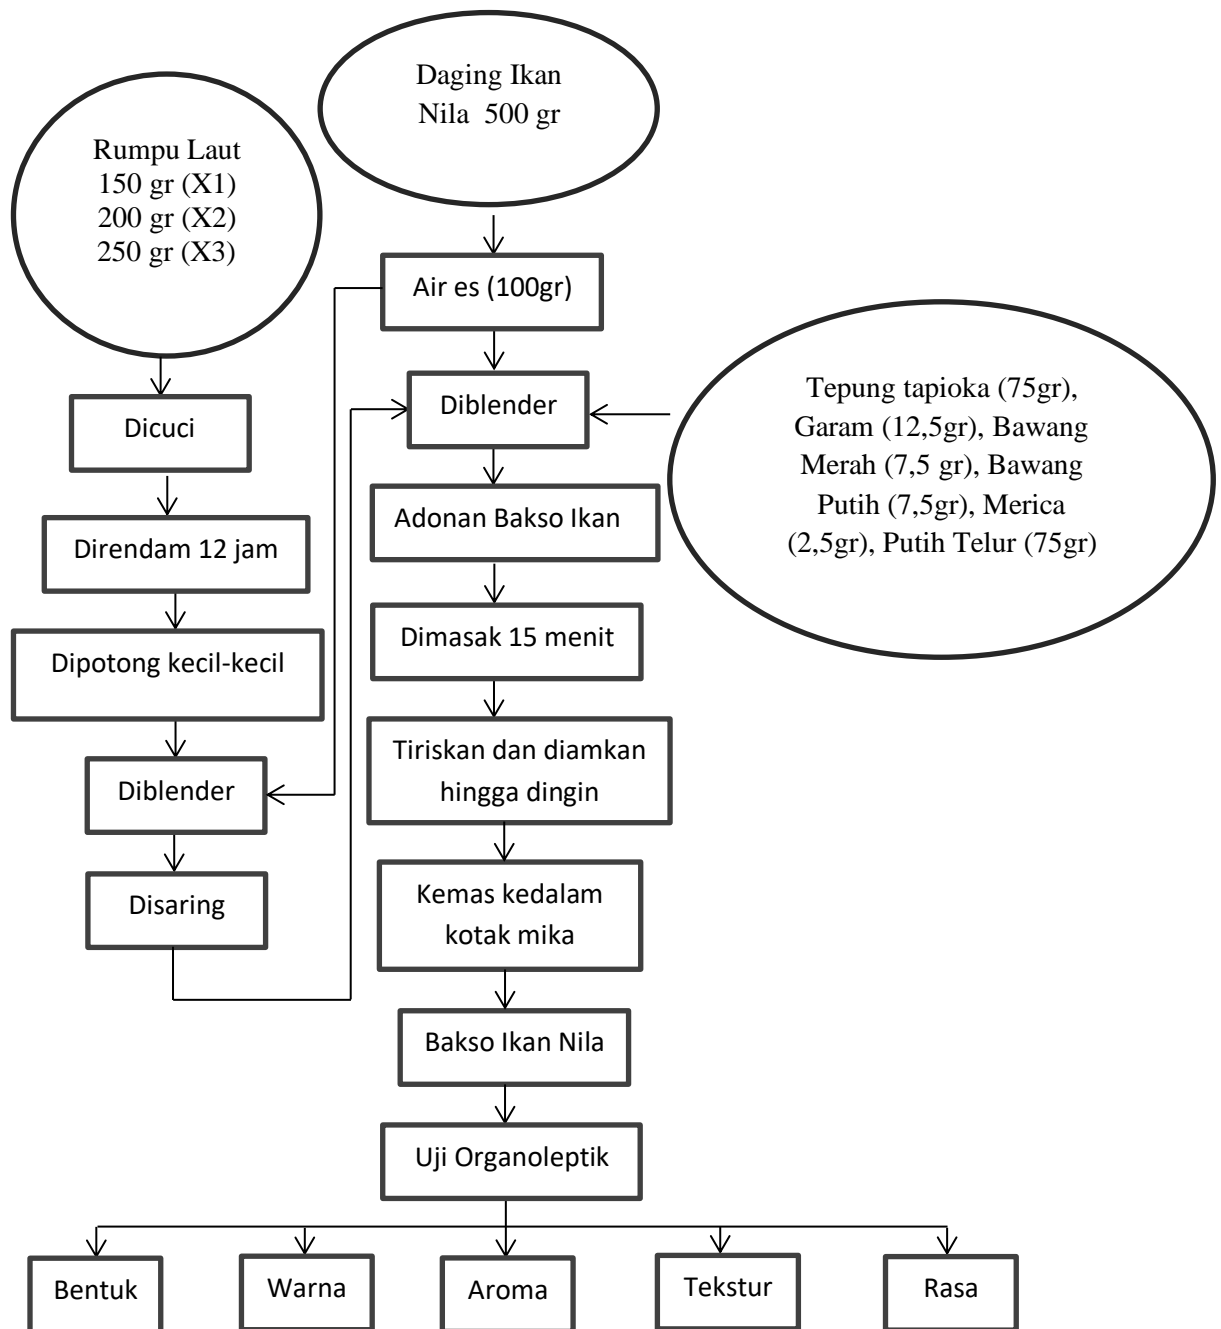 Daging Ikan
Nila 500 gr
Rumpu Laut
150 gr (X1)
200 gr (X2)
250 gr (X3)
Air es (100gr)
Tepung tapioka (75gr),
Garam (12,5gr), Bawang
Merah (7,5 gr), Bawang
Putih (7,5gr), Merica
(2,5gr), Putih Telur (75gr)
Dicuci
Diblender
Direndam 12 jam
Adonan Bakso Ikan
Dipotong kecil-kecil
Dimasak 15 menit
Diblender
Tiriskan dan diamkan
hingga dingin
Disaring
Kemas kedalam
kotak mika
Bakso Ikan Nila
Uji Organoleptik
Bentuk
Warna
Aroma
Tekstur
Rasa